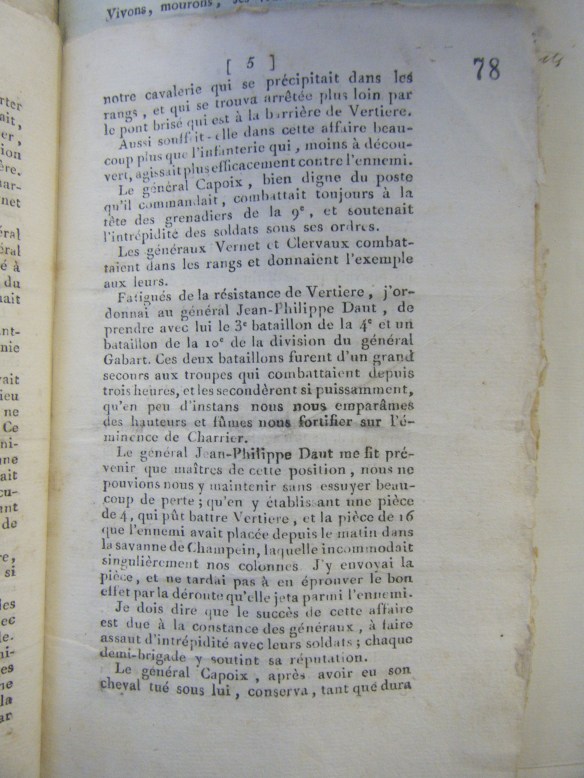 Vivons, mourons,
[ 5 ]
78
notre cavalerie qui se précipitait dans les
rangs, et qui se trouva arrêtée plus loin par
le pont brisé qui est à la barrière de Vertiere.
Aussi souffrit-elle dans cette affaire beau-
coup plus que l'infanterie qui, moins à décou-
vert, agissait plus efficacement contre l'ennemi.
Le général Capoix, bien digne du poste
qu'il commandait, combattait tonjours à la
tête des grenadiers de la 9e, et soutenait
l'intrépidité des soldats sous ses ordres.
Les généraux Vernet et Clervaux combat-
taient dans les rangs et donnaient l'exemple
aux leurs.
Fatigués de la résistance de Vertiere, j'or-
donnai au général Jean-Philippe Daut, de
prendre avec lui le 3e bataillon de la 4e et un
bataillon de la 10e de la division du général
Gabart. Ces deux bataillons furent d'un grand
secours aux troupes qui combattaient depuis
trois heures, et les secondèrent si puissamment,
qu'en peu d'instans nous nous emparâmes
des hauteurs et fûmes nous fortifier sur l'é-
minence de Charrier.
Le général Jean-Philippe Daut me fit pré-
venir que maîtres de cette position, nous ne
pouvions nous y maintenir sans essuyer beau-
coup de perte; qu'en y établissant une pièce
de 4, qui pût battre Vertiere, et la pièce de 16
que l'ennemi avait placée depuis le matin dans
la savanne de Champein, laquelle incommodait
singulièrement nos colonnes. J'y envoyai la
pièce, et ne tardai pas à en éprouver le bon
effet par la déroute qu'elle jeta parmi l'ennemi.
Je dois dire que le succès de cette affaire
est due à la constance des généraux, à faire
assaut d'intrépidité avec leurs soldats; chaque
demi-brigade y soutint sa réputation.
Le général Capoix, après avoir eu son
cheval tué sous lui, conserva, tant que dura